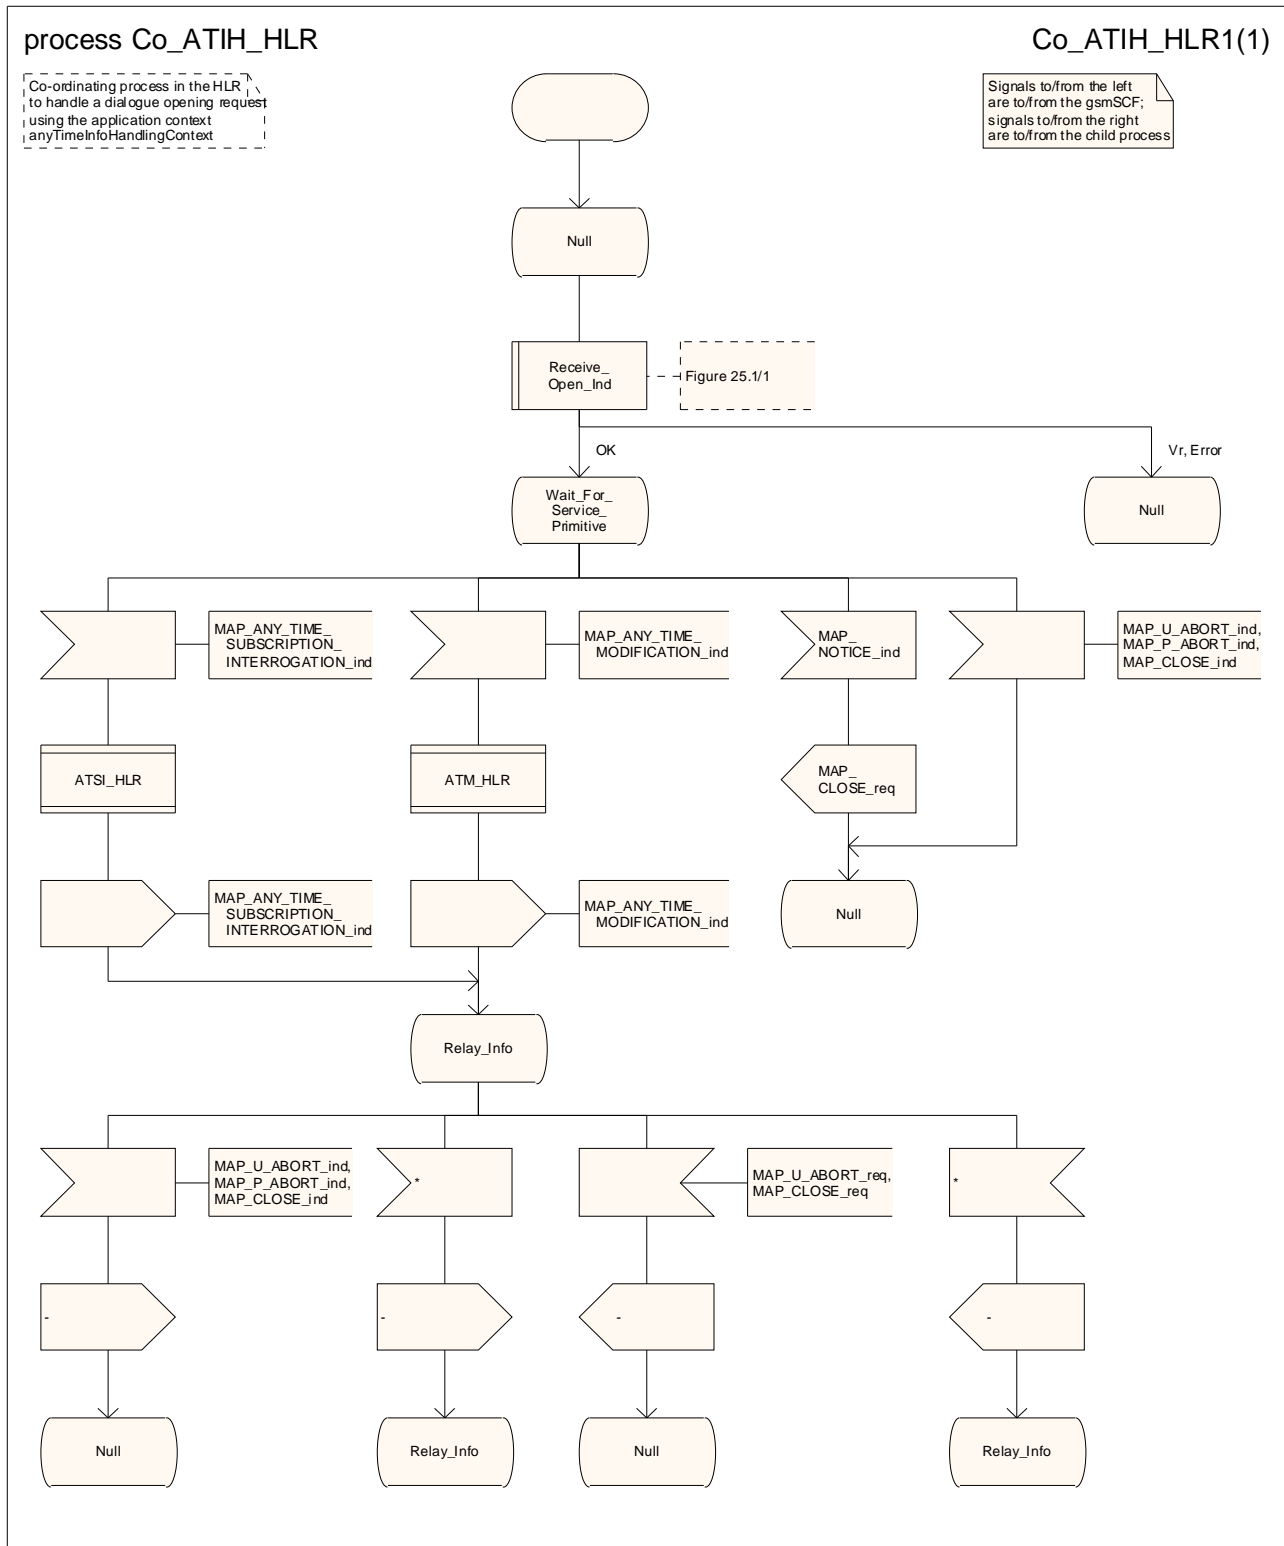 process Co_ATIH_HLR
Co_ATIH_HLR1(1)
Co-ordinating process in the HLR
to handle a dialogue opening request
using the application context
anyTimeInfoHandlingContext
Signals to/from the left
are to/from the gsmSCF;
signals to/from the right
are to/from the child process
Null
Receive_
Open_Ind
Figure 25.1/1
OK
Vr, Error
Wait_For_
Service_
Primitive
Null
MAP_ANY_TIME_
SUBSCRIPTION_
INTERROGATION_ind
MAP_ANY_TIME_
MODIFICATION_ind
MAP_
NOTICE_ind
MAP_U_ABORT_ind,
MAP_P_ABORT_ind,
MAP_CLOSE_ind
ATSI_HLR
ATM_HLR
MAP_
CLOSE_req
MAP_ANY_TIME_
SUBSCRIPTION_
INTERROGATION_ind
MAP_ANY_TIME_
MODIFICATION_ind
Null
Relay_Info
MAP_U_ABORT_ind,
MAP_P_ABORT_ind,
MAP_CLOSE_ind
*
MAP_U_ABORT_req,
MAP_CLOSE_req
*
-
-
-
-
Null
Relay_Info
Null
Relay_Info